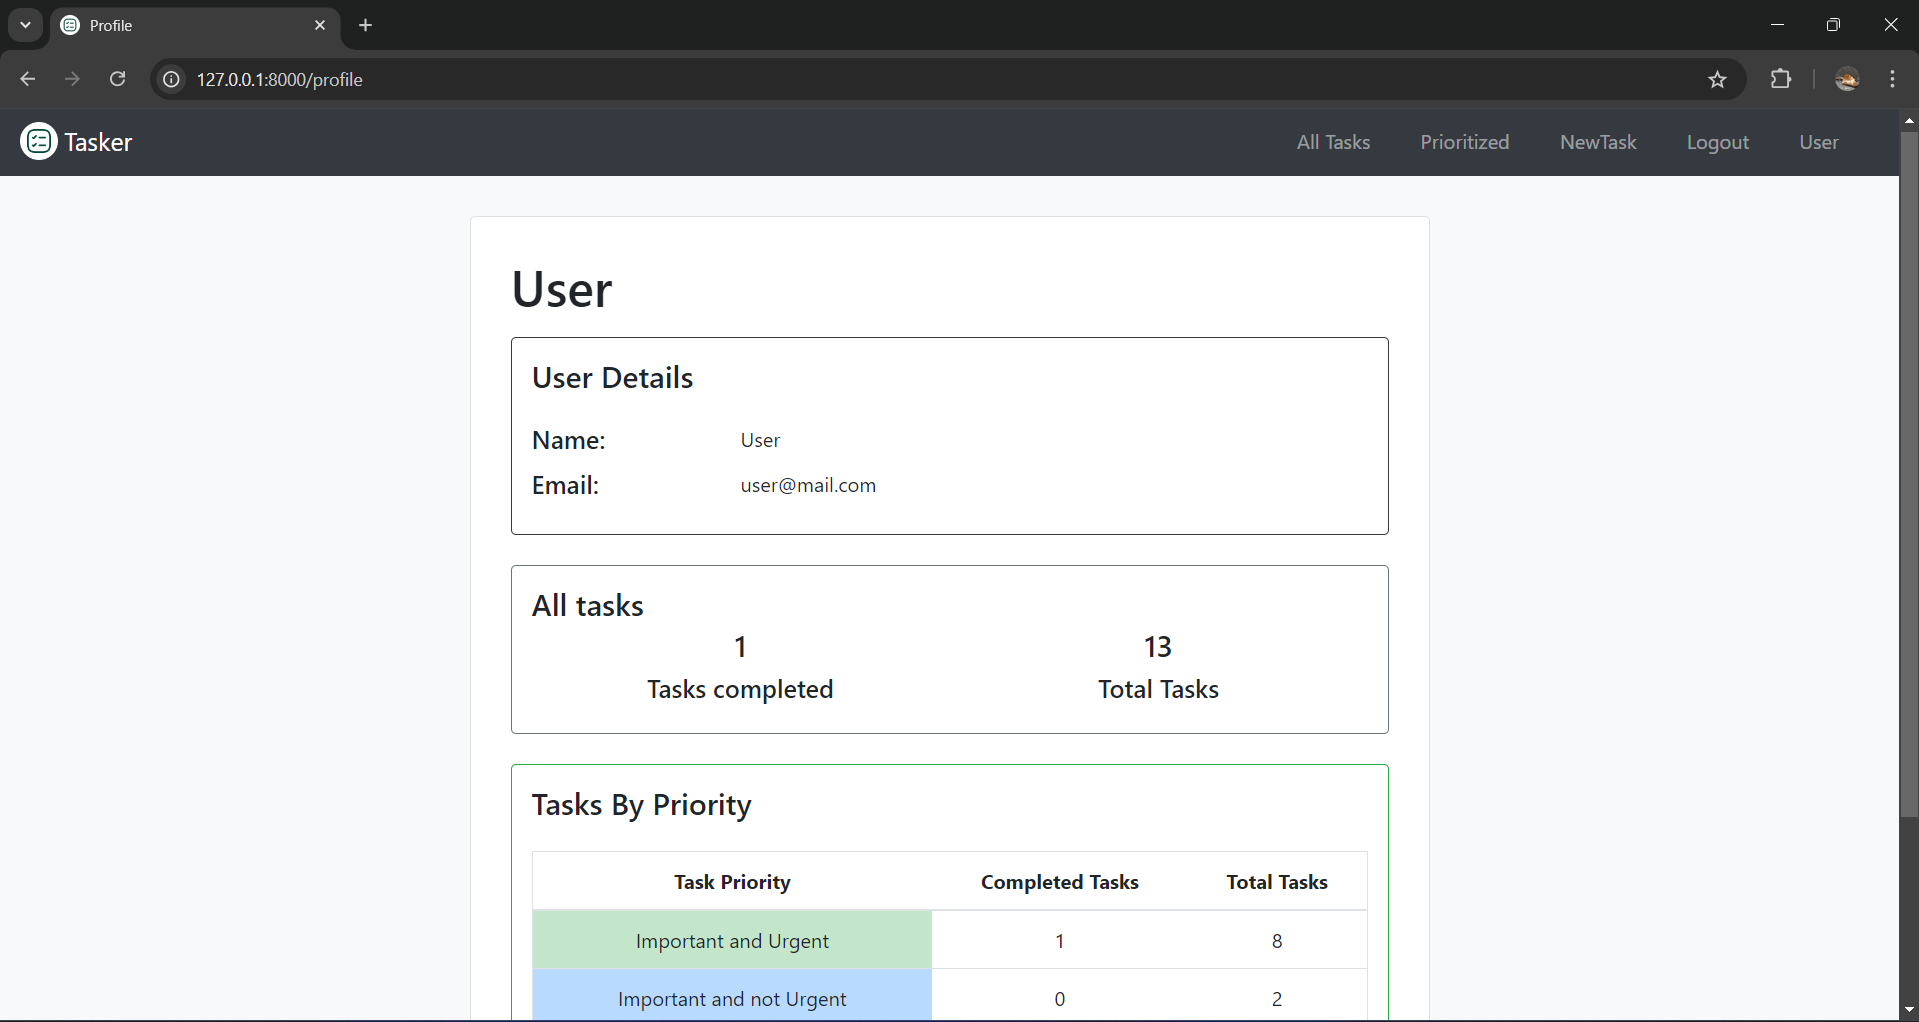 Profile
127.0.0.1:8000/profile
Tasker
All Tasks
Prioritized
NewTask
Logout
User
User
User Details
Name: User
Email: user@mail.com
All tasks
1 13
Tasks completed Total Tasks
Tasks By Priority
Task Priority Completed Tasks Total Tasks
Important and Urgent 1 8
Important and not Urgent 0 2